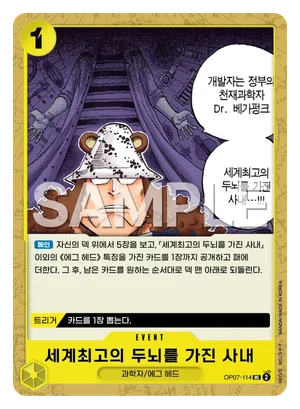 1
개발자는 정부의
천재과학자
Dr. 베가펑크
세계최고의
두뇌를 가진
사내…!!!
SAMPLE
메인 자신의 덱 위에서 5장을 보고, 「세계최고의 두뇌를 가진 사내」
이외의 《에그 헤드》 특징을 가진 카드를 1장까지 공개하고 패에
더한다. 그 후, 남은 카드를 원하는 순서대로 덱 맨 아래로 되돌린다.
트리거 카드를 1장 뽑는다.
EVENT
세계최고의 두뇌를 가진 사내
과학자/에그 헤드
OP07-114 UC 2